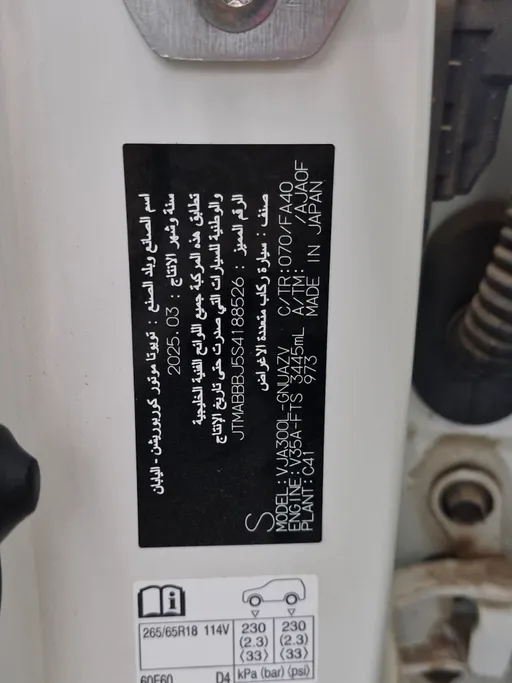 اسم الصانع وبلد الصنع : تويوتا موتور كوربوريشن - اليابان
سنة وشهر الإنتاج : 2025.03
تطابق هذه المركبة جميع اللوائح الفنية الخليجية
والوطنية للسيارات التي صدرت حتى تاريخ الإنتاج
الرقم المميز : JTMABBBJ5S4188526
صنف : سيارة ركاب متعددة الأغراض
S
MODEL:VJA300L-GNUAZV C/TR:070/FA40
ENGINE:V35A-FTS 3445mL A/TM: /AJA0F
PLANT:C41 973 MADE IN JAPAN
265/65R18 114V 230 (2.3) (33) 230 (2.3) (33)
60E60 D4 kPa (bar) (psi)